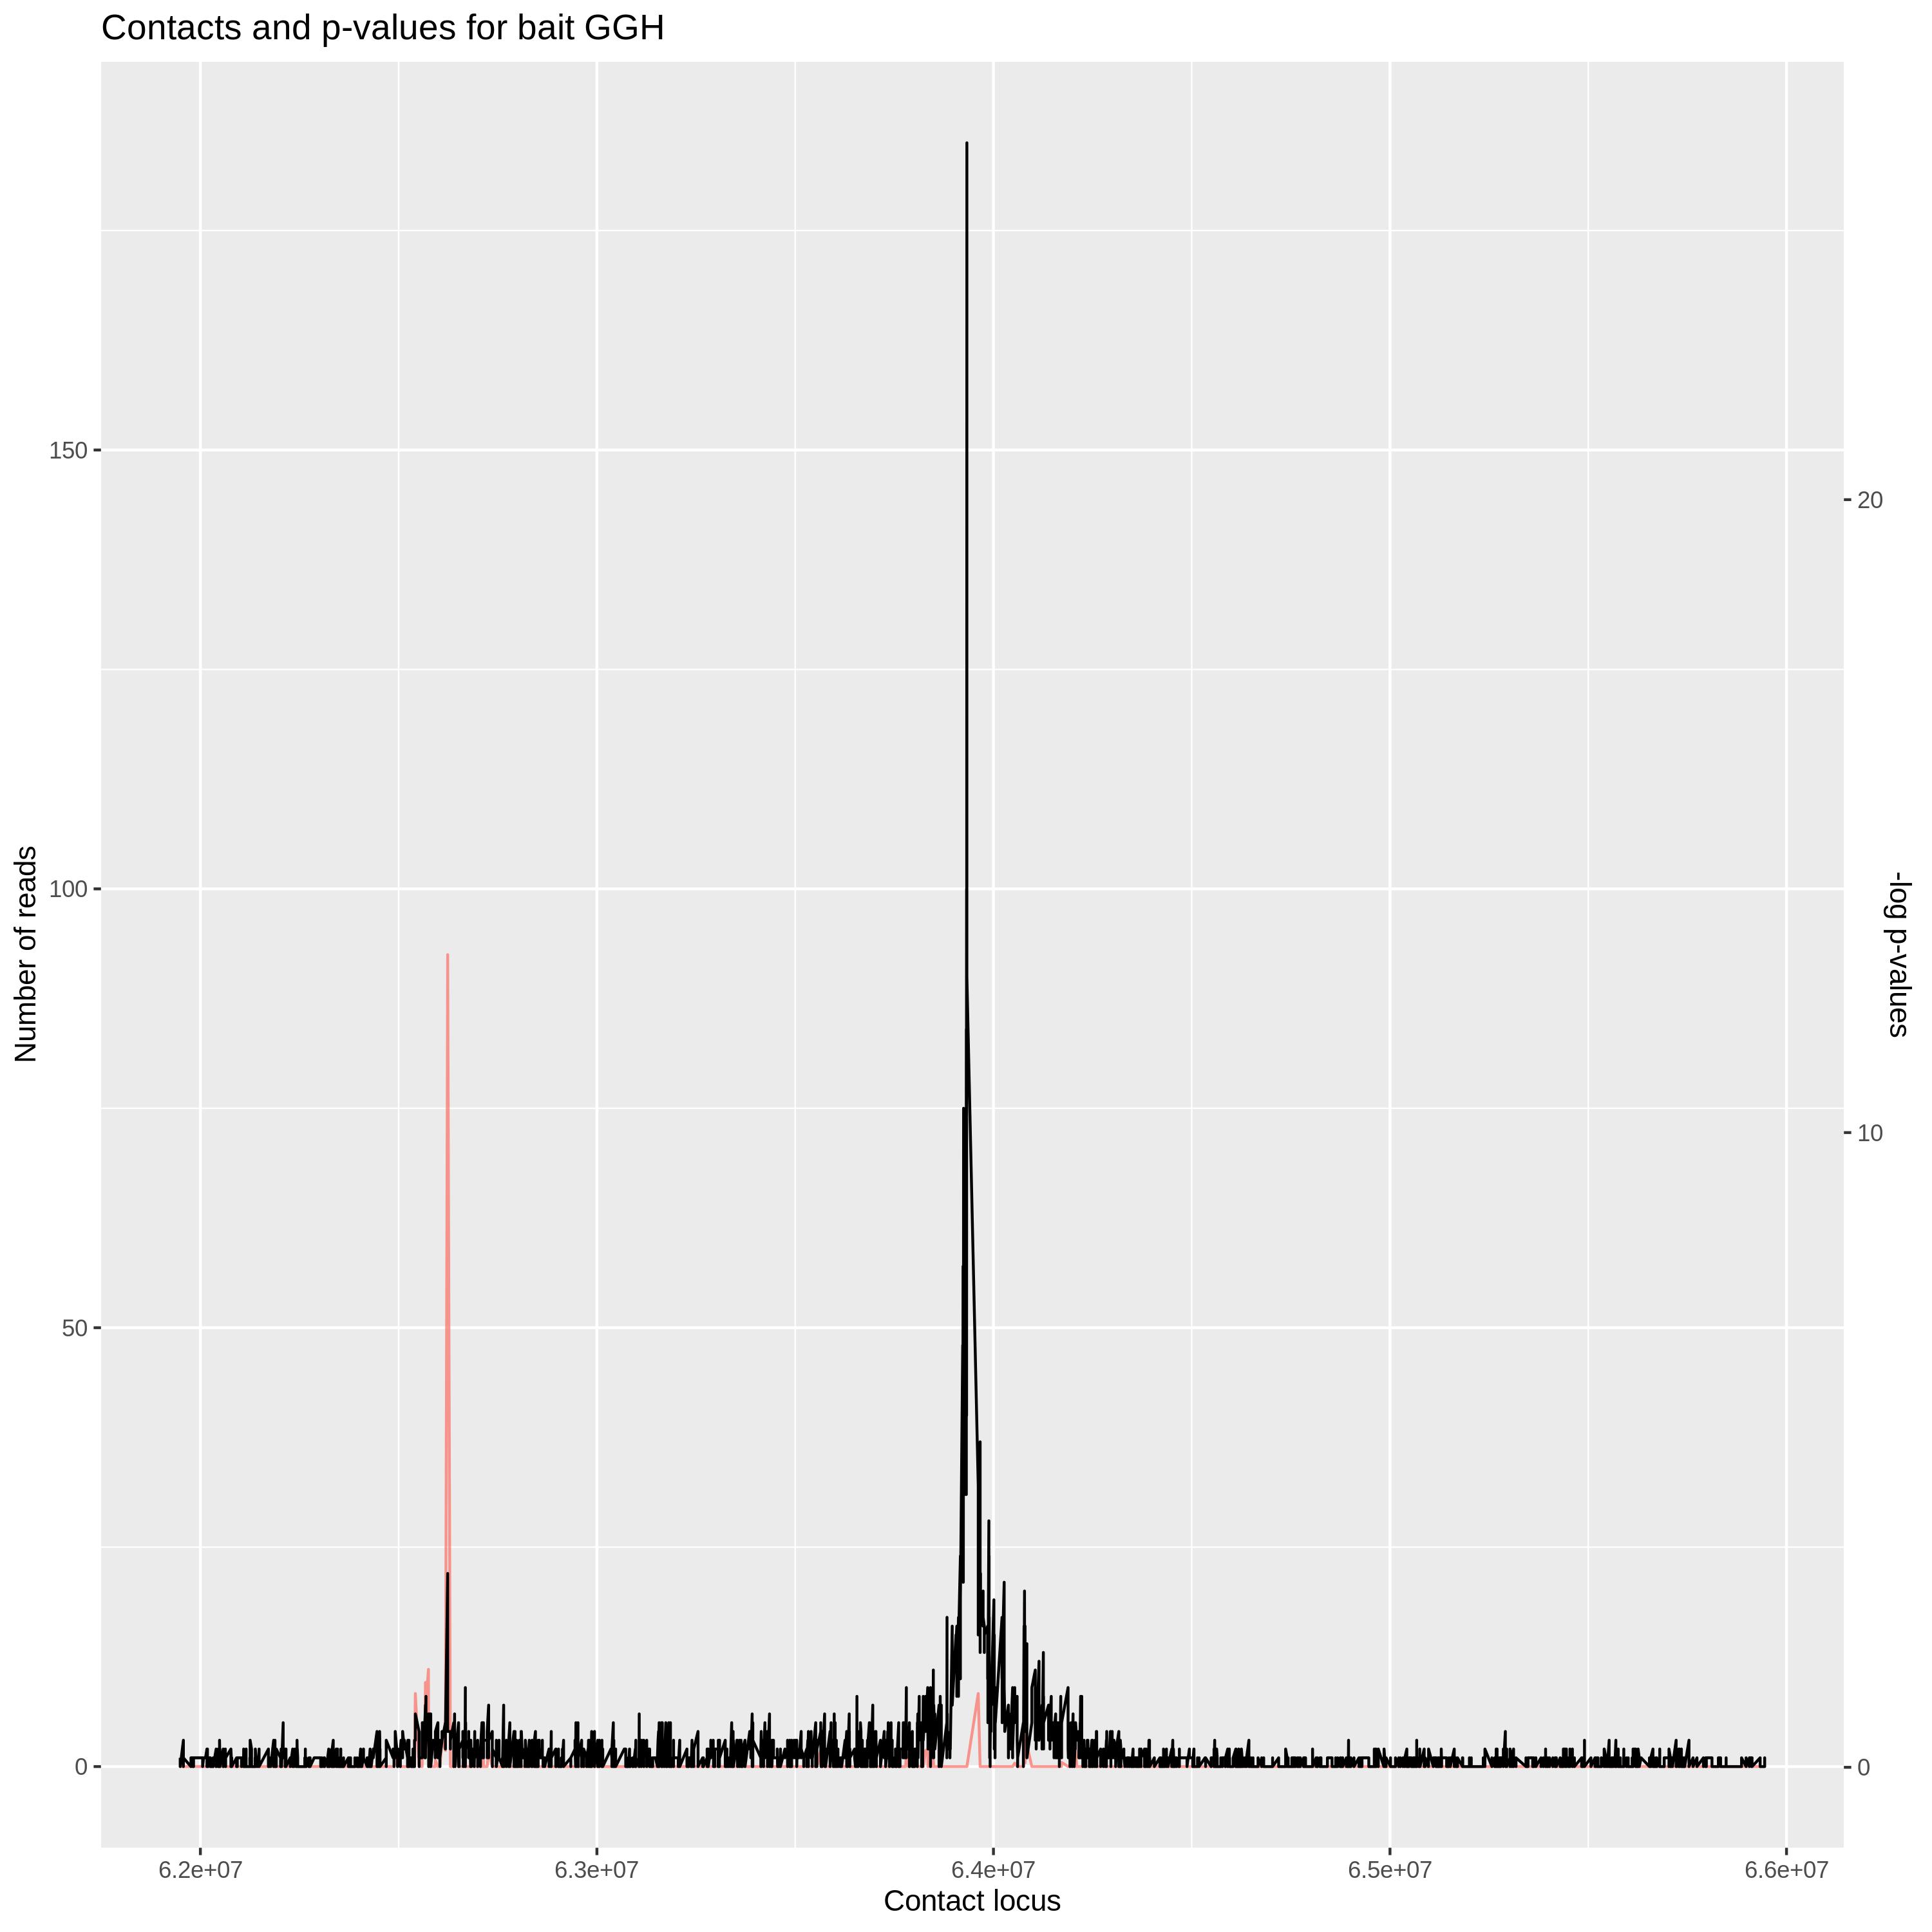 Contacts and p-values for bait GGH
Number of reads
150
100
50
0
20
10
0
-log p-values
6.2e+07
6.3e+07
6.4e+07
6.5e+07
6.6e+07
Contact locus